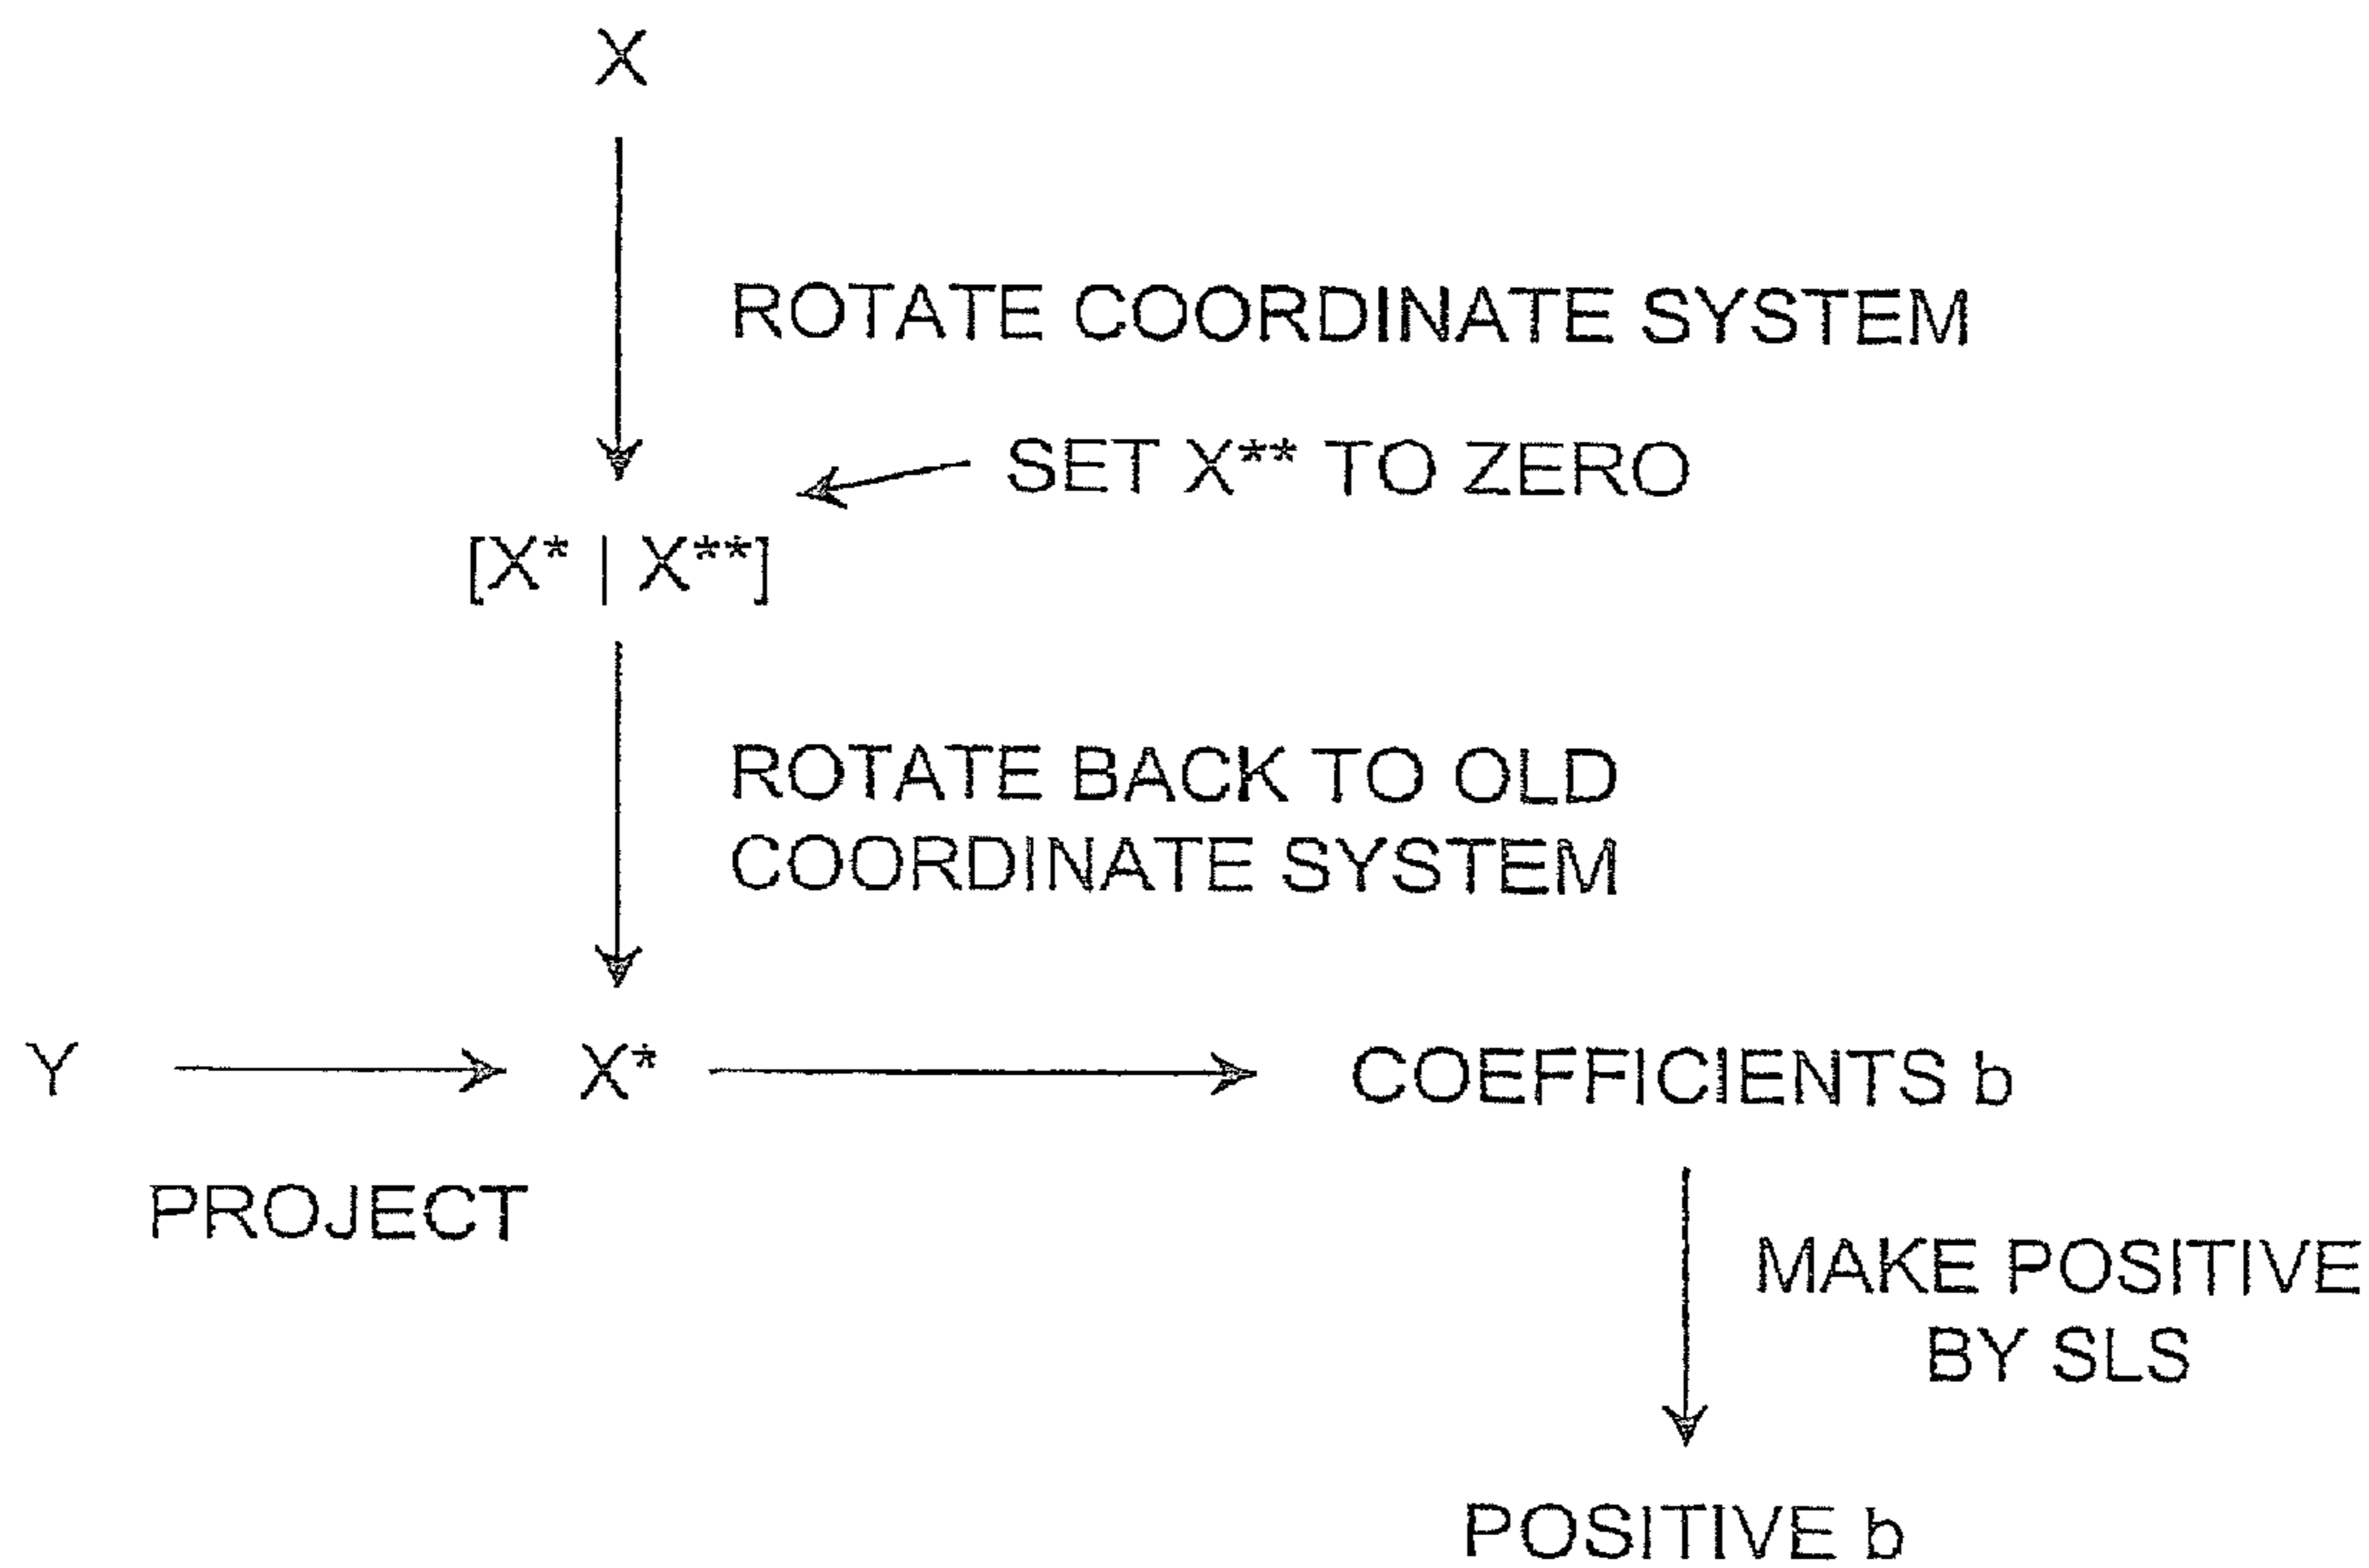 X
ROTATE COORDINATE SYSTEM
SET X** TO ZERO
[X* | X**]
ROTATE BACK TO OLD
COORDINATE SYSTEM
Y X* COEFFICIENTS b
PROJECT
MAKE POSITIVE
BY SLS
POSITIVE b